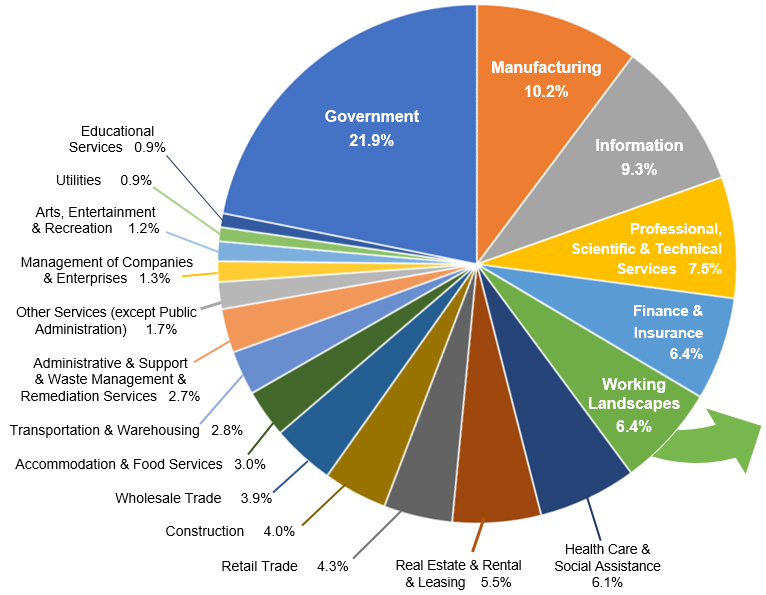 Manufacturing
10.2%
Information
9.3%
Professional,
Scientific & Technical
Services 7.5%
Finance &
Insurance
6.4%
Working
Landscapes
6.4%
Health Care &
Social Assistance
6.1%
Real Estate & Rental
& Leasing 5.5%
Retail Trade 4.3%
Construction 4.0%
Wholesale Trade 3.9%
Accommodation & Food Services 3.0%
Transportation & Warehousing 2.8%
Administrative & Support
& Waste Management &
Remediation Services 2.7%
Other Services (except Public
Administration) 1.7%
Management of Companies
& Enterprises 1.3%
Arts, Entertainment
& Recreation 1.2%
Utilities 0.9%
Educational
Services 0.9%
Government
21.9%